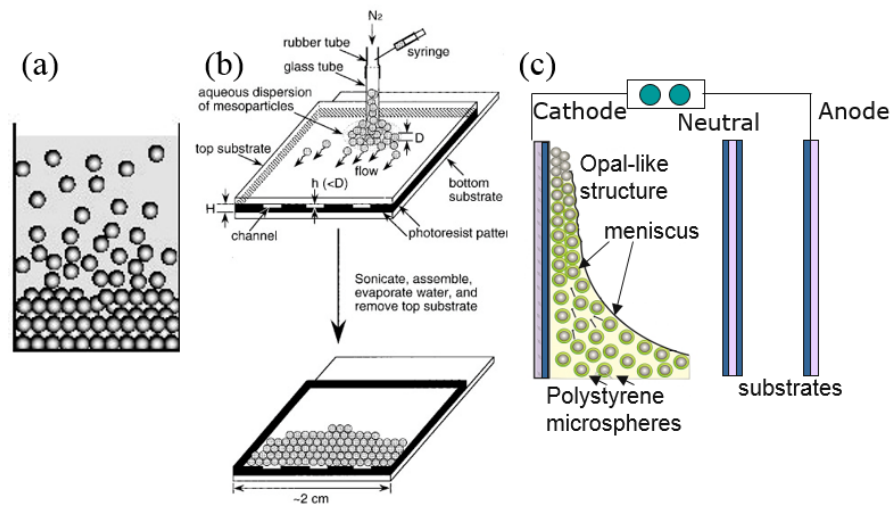 (a)
(b)
N₂
rubber tube
syringe
glass tube
aqueous dispersion
of mesoparticles
D
top substrate
flow
bottom
substrate
h (<D)
H
channel
photoresist patter
Sonicate, assemble,
evaporate water, and
remove top substrate
~2 cm
(c)
Cathode
Neutral
Anode
Opal-like
structure
meniscus
substrates
Polystyrene
microspheres